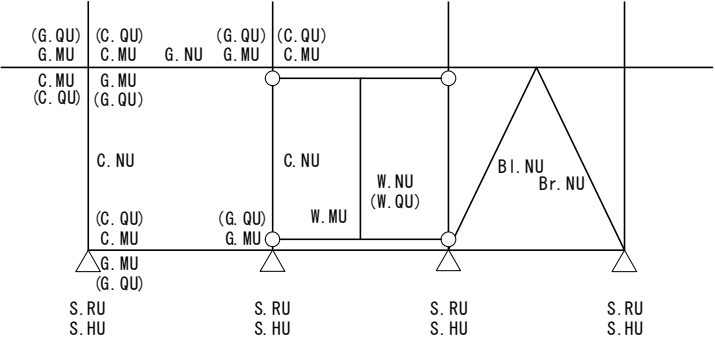 (G.QU) (C.QU) (G.QU) (C.QU)
G.MU C.MU G.NU G.MU C.MU
C.MU G.MU
(C.QU) (G.QU)
C.NU C.NU Bl.NU
W.NU Br.NU
(W.QU)
(C.QU) (G.QU) W.MU
C.MU G.MU
G.MU
(G.QU)
S.RU S.RU S.RU S.RU
S.HU S.HU S.HU S.HU